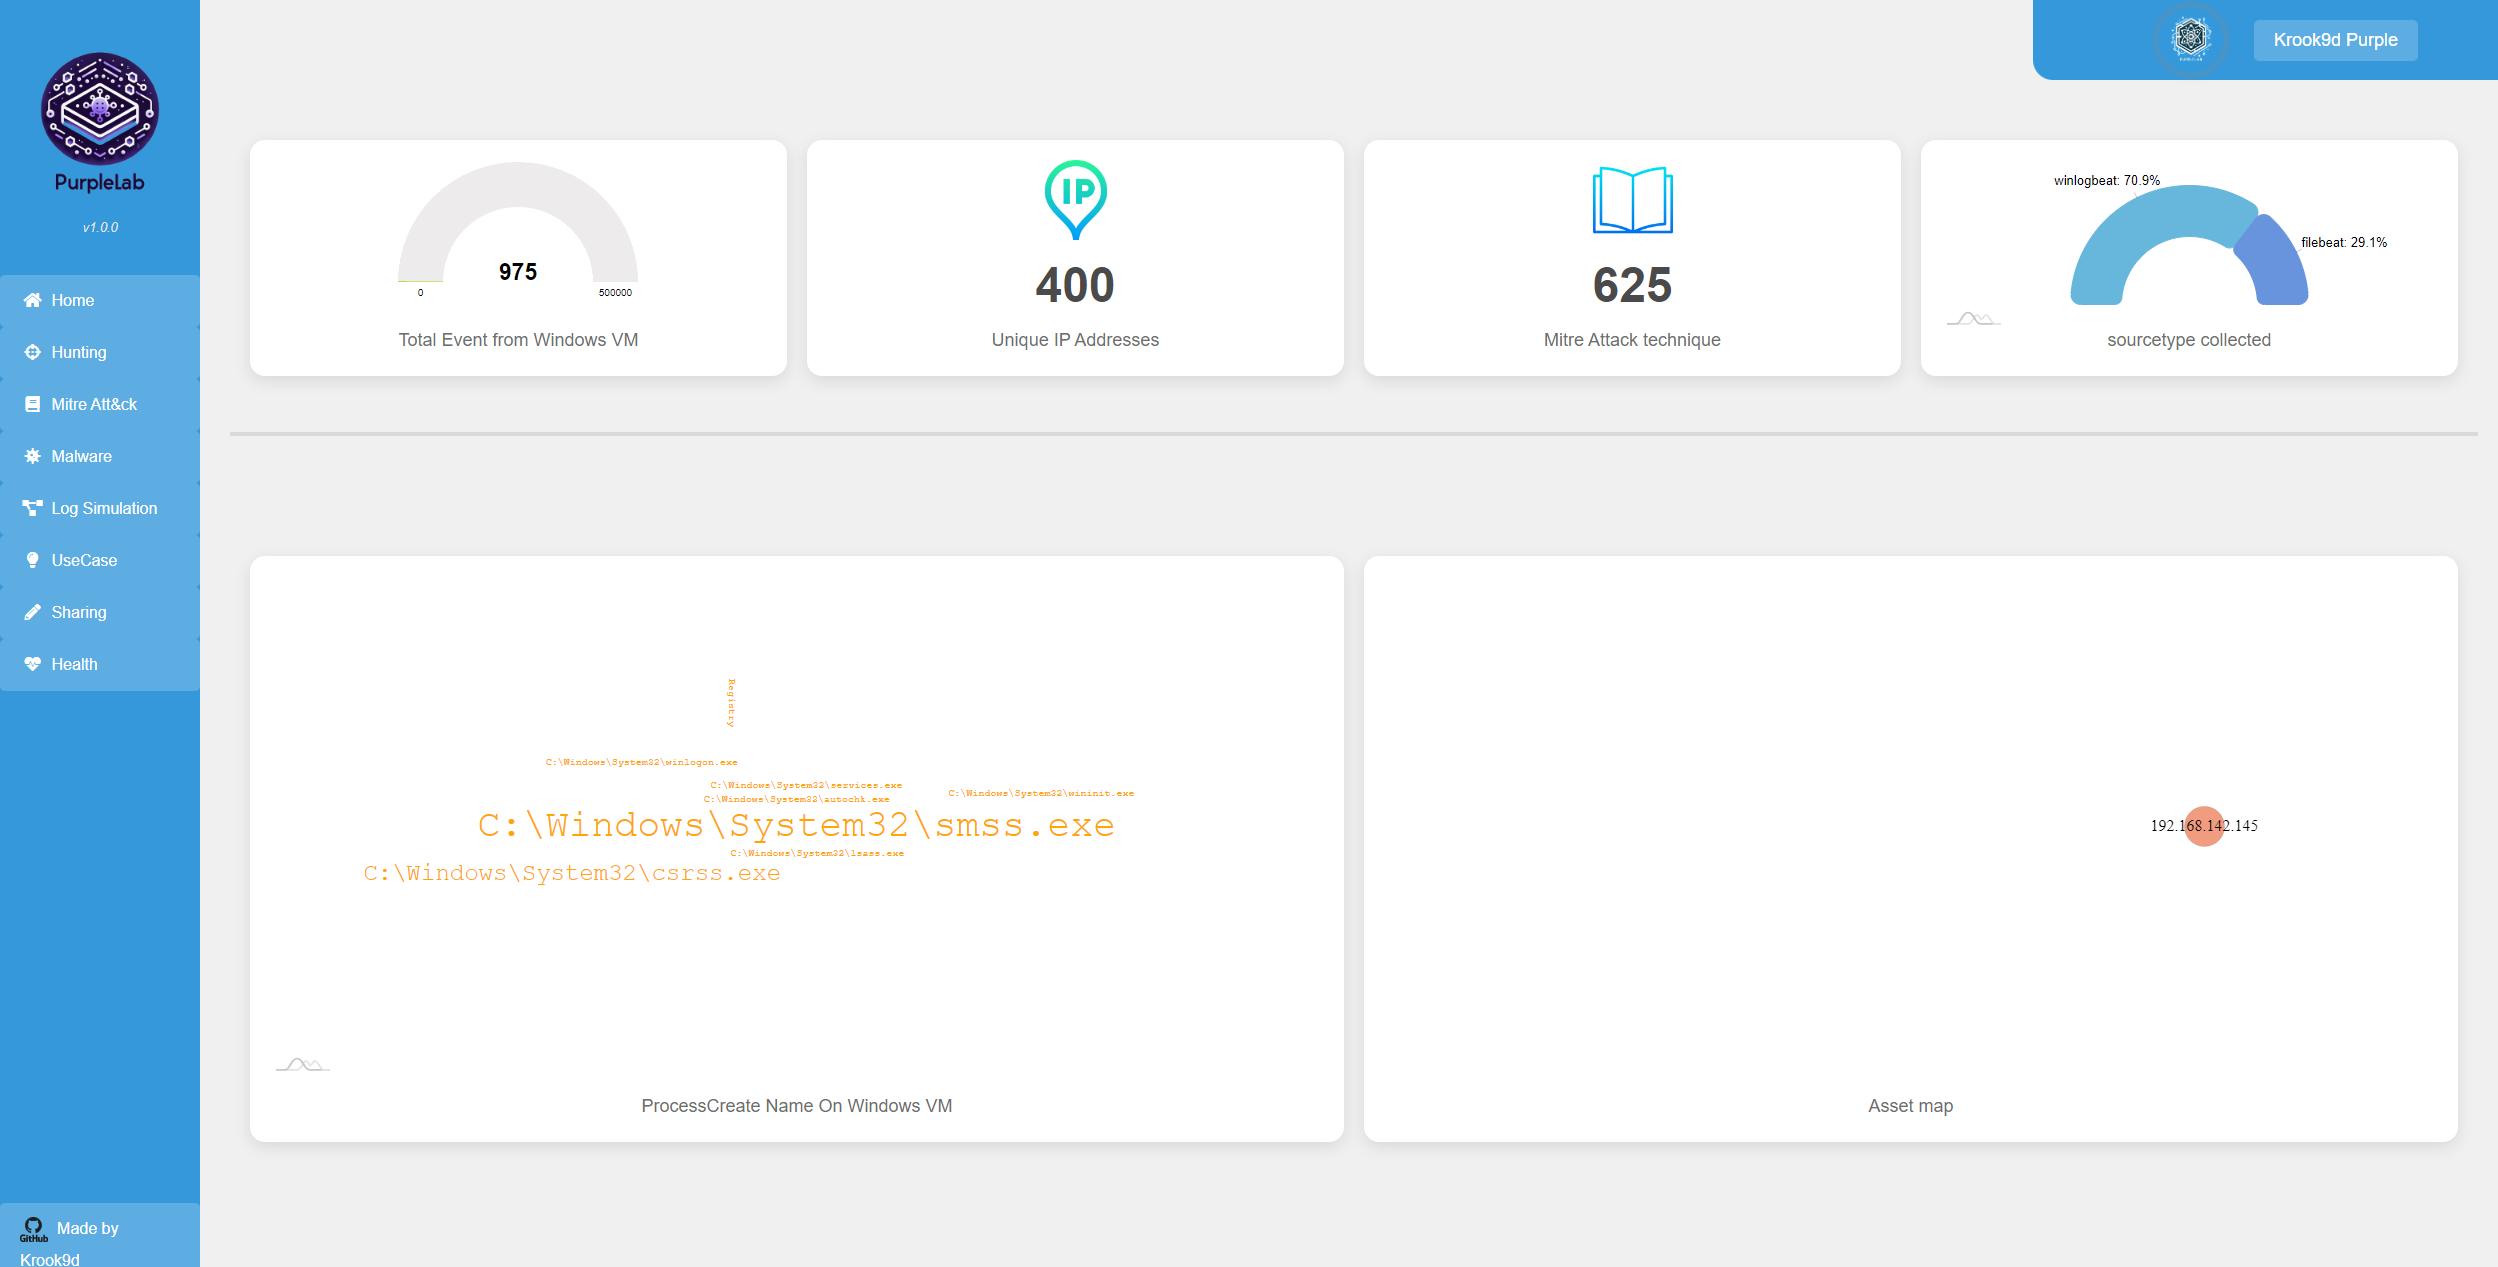 PurpleLab
v1.0.0
Home
Hunting
Mitre Att&ck
Malware
Log Simulation
UseCase
Sharing
Health
GitHub Made by
Krook9d
Krook9d Purple
975
0
500000
Total Event from Windows VM
IP
400
Unique IP Addresses
625
Mitre Attack technique
winlogbeat: 70.9%
filebeat: 29.1%
sourcetype collected
Registry
C:\Windows\System32\winlogon.exe
C:\Windows\System32\services.exe
C:\Windows\System32\wininit.exe
C:\Windows\System32\autochk.exe
C:\Windows\System32\smss.exe
C:\Windows\System32\lsass.exe
C:\Windows\System32\csrss.exe
ProcessCreate Name On Windows VM
192.168.142.145
Asset map